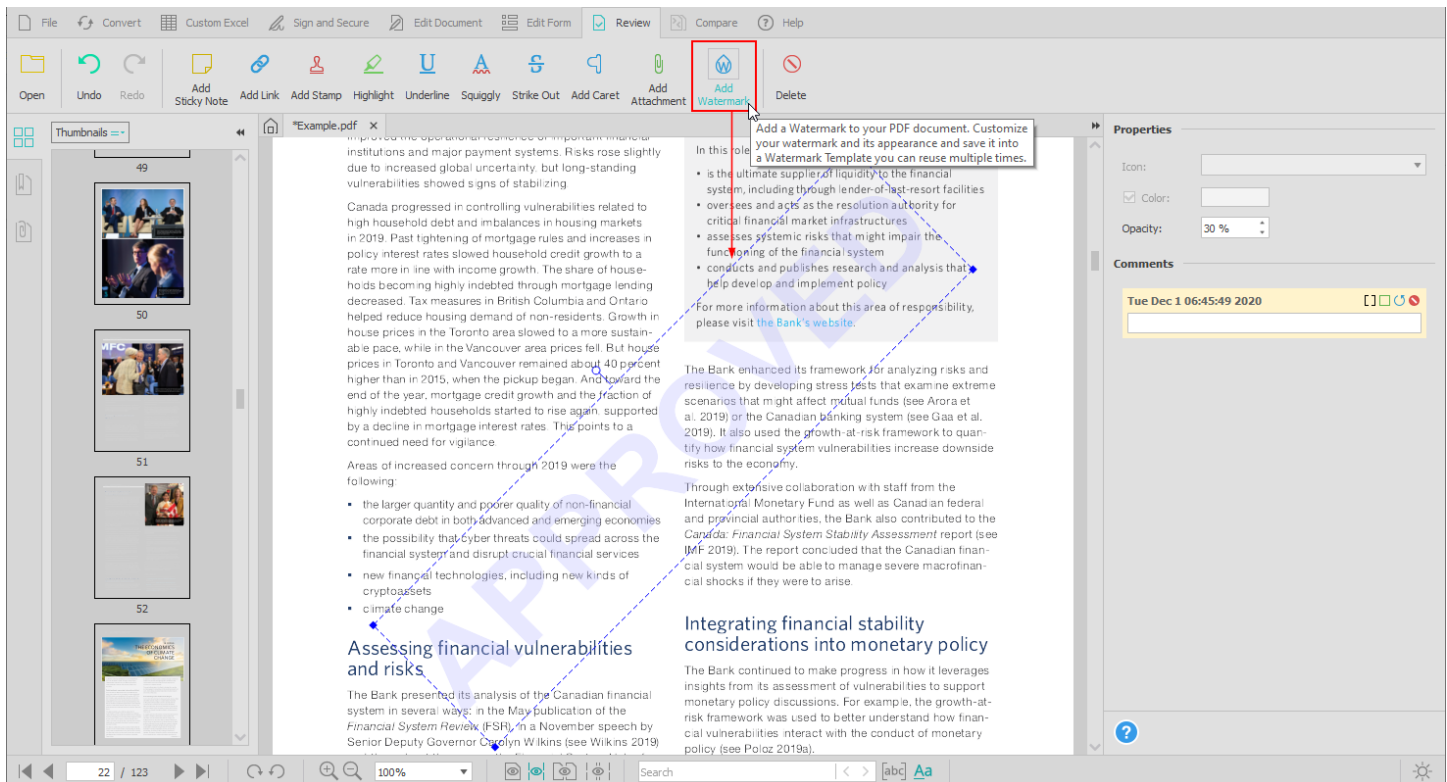 File
Convert
Custom Excel
Sign and Secure
Edit Document
Edit Form
Review
Compare
Help
Open
Undo
Redo
Add
Sticky Note
Add Link
Add Stamp
Highlight
Underline
Squiggly
Strike Out
Add Caret
Add
Attachment
Add
Watermark
Delete
Add a Watermark to your PDF document. Customize
your watermark and its appearance and save it into
a Watermark Template you can reuse multiple times.
Thumbnails
49
50
51
52
*Example.pdf
improved the operational resilience of important financial
institutions and major payment systems. Risks rose slightly
due to increased global uncertainty, but long-standing
vulnerabilities showed signs of stabilizing.
Canada progressed in controlling vulnerabilities related to
high household debt and imbalances in housing markets
in 2019. Past tightening of mortgage rules and increases in
policy interest rates slowed household credit growth to a
rate more in line with income growth. The share of house-
holds becoming highly indebted through mortgage lending
decreased. Tax measures in British Columbia and Ontario
helped reduce housing demand of non-residents. Growth in
house prices in the Toronto area slowed to a more sustain-
able pace, while in the Vancouver area prices fell. But house
prices in Toronto and Vancouver remained about 40 percent
higher than in 2015, when the pickup began. And toward the
end of the year, mortgage credit growth and the fraction of
highly indebted households started to rise again, supported
by a decline in mortgage interest rates. This points to a
continued need for vigilance.
Areas of increased concern through 2019 were the
following:
▪ the larger quantity and poorer quality of non-financial
corporate debt in both advanced and emerging economies
▪ the possibility that cyber threats could spread across the
financial system and disrupt crucial financial services
▪ new financial technologies, including new kinds of
cryptoassets
▪ climate change
Assessing financial vulnerabilities
and risks
The Bank presented its analysis of the Canadian financial
system in several ways: in the May publication of the
Financial System Review (FSR), in a November speech by
Senior Deputy Governor Carolyn Wilkins (see Wilkins 2019)
In this role
• is the ultimate supplier of liquidity to the financial
system, including through lender-of-last-resort facilities
• oversees and acts as the resolution authority for
critical financial market infrastructures
• assesses systemic risks that might impair the
functioning of the financial system
• conducts and publishes research and analysis that
help develop and implement policy
For more information about this area of responsibility,
please visit the Bank's website.
The Bank enhanced its framework for analyzing risks and
resilience by developing stress tests that examine extreme
scenarios that might affect mutual funds (see Arora et
al. 2019) or the Canadian banking system (see Gaa et al.
2019). It also used the growth-at-risk framework to quan-
tify how financial system vulnerabilities increase downside
risks to the economy.
Through extensive collaboration with staff from the
International Monetary Fund as well as Canadian federal
and provincial authorities, the Bank also contributed to the
Canada: Financial System Stability Assessment report (see
IMF 2019). The report concluded that the Canadian finan-
cial system would be able to manage severe macrofinan-
cial shocks if they were to arise.
Integrating financial stability
considerations into monetary policy
The Bank continued to make progress in how it leverages
insights from its assessment of vulnerabilities to support
monetary policy discussions. For example, the growth-at-
risk framework was used to better understand how finan-
cial vulnerabilities interact with the conduct of monetary
policy (see Poloz 2019a).
APPROVED
Properties
Icon:
Color:
Opacity: 30 %
Comments
Tue Dec 1 06:45:49 2020
22 / 123
100%
Search
[abc] Aa
MFC
THE ECONOMICS
OF CLIMATE
CHANGE